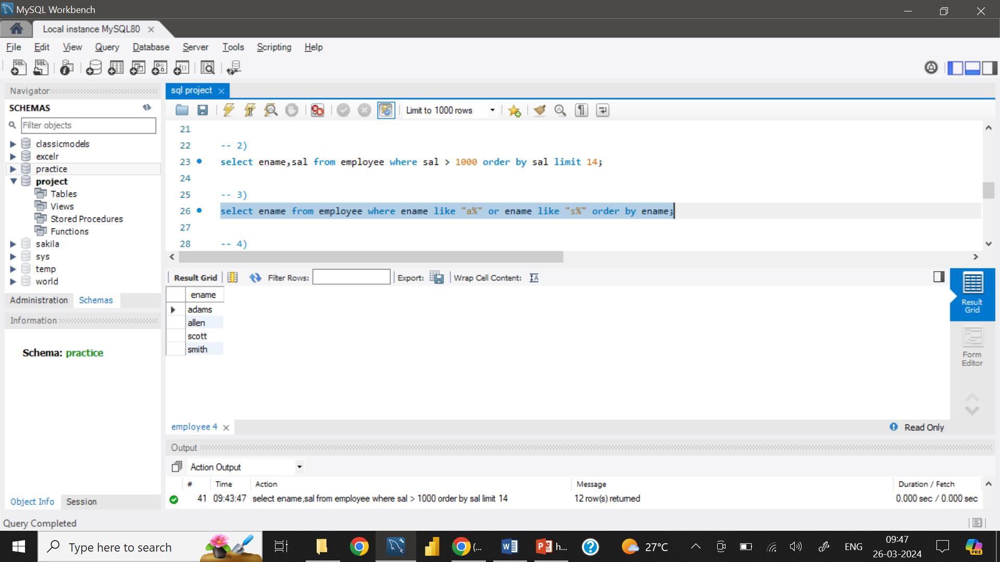 MySQL Workbench
Local instance MySQL80
File Edit View Query Database Server Tools Scripting Help
SQL SQL
Navigator
SCHEMAS
Filter objects
classicmodels
excelr
practice
project
Tables
Views
Stored Procedures
Functions
sakila
sys
temp
world
Administration Schemas
Information
Schema: practice
Object Info Session
sql project
Limit to 1000 rows
21
22 -- 2)
23 select ename,sal from employee where sal > 1000 order by sal limit 14;
24
25 -- 3)
26 select ename from employee where ename like "a%" or ename like "s%" order by ename;
27
28 -- 4)
Result Grid Filter Rows: Export: Wrap Cell Content:
ename
adams
allen
scott
smith
Result
Grid
Form
Editor
employee 4 Read Only
Output
Action Output
# Time Action Message Duration / Fetch
41 09:43:47 select ename,sal from employee where sal > 1000 order by sal limit 14 12 row(s) returned 0.000 sec / 0.000 sec
Query Completed
Type here to search (... h... 27°C ENG 09:47
26-03-2024
PRE